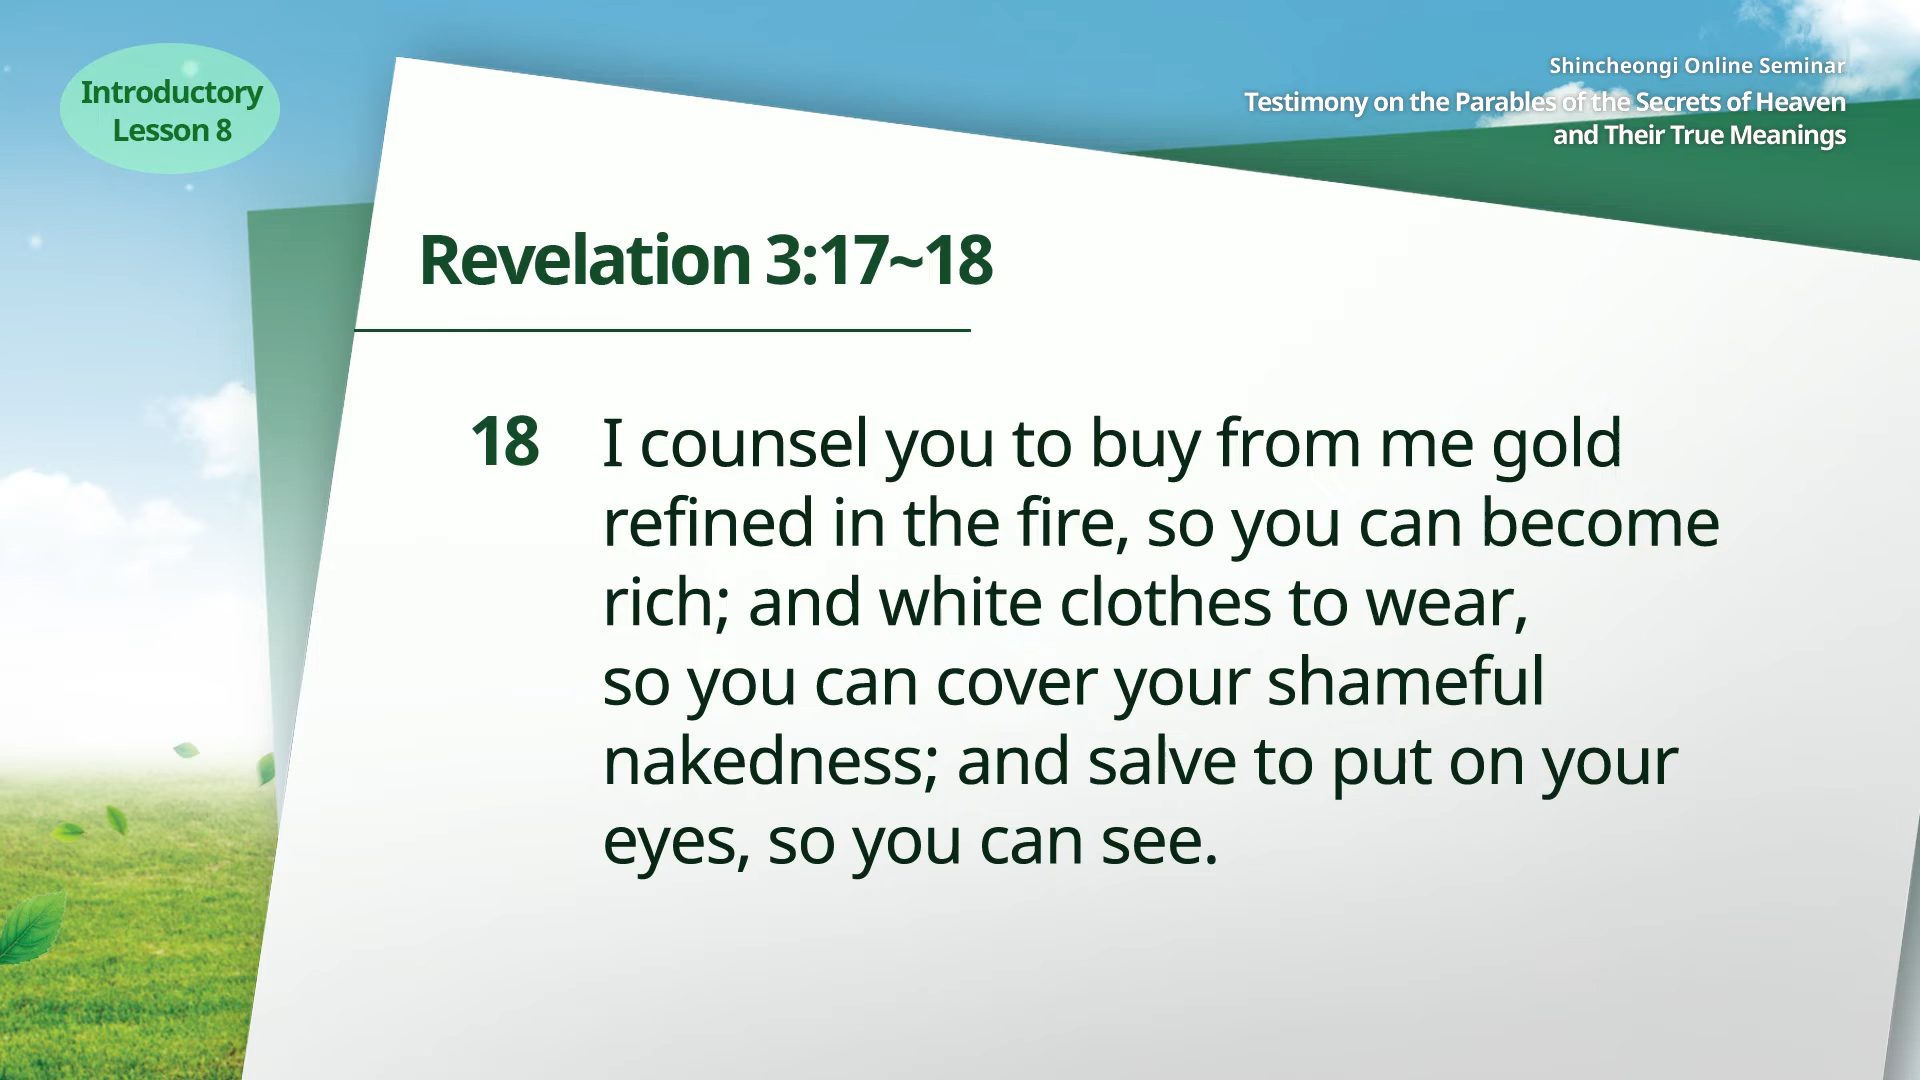 Introductory
Lesson 8
Shincheongi Online Seminar
Testimony on the Parables of the Secrets of Heaven
and Their True Meanings
Revelation 3:17~18
18 I counsel you to buy from me gold
refined in the fire, so you can become
rich; and white clothes to wear,
so you can cover your shameful
nakedness; and salve to put on your
eyes, so you can see.